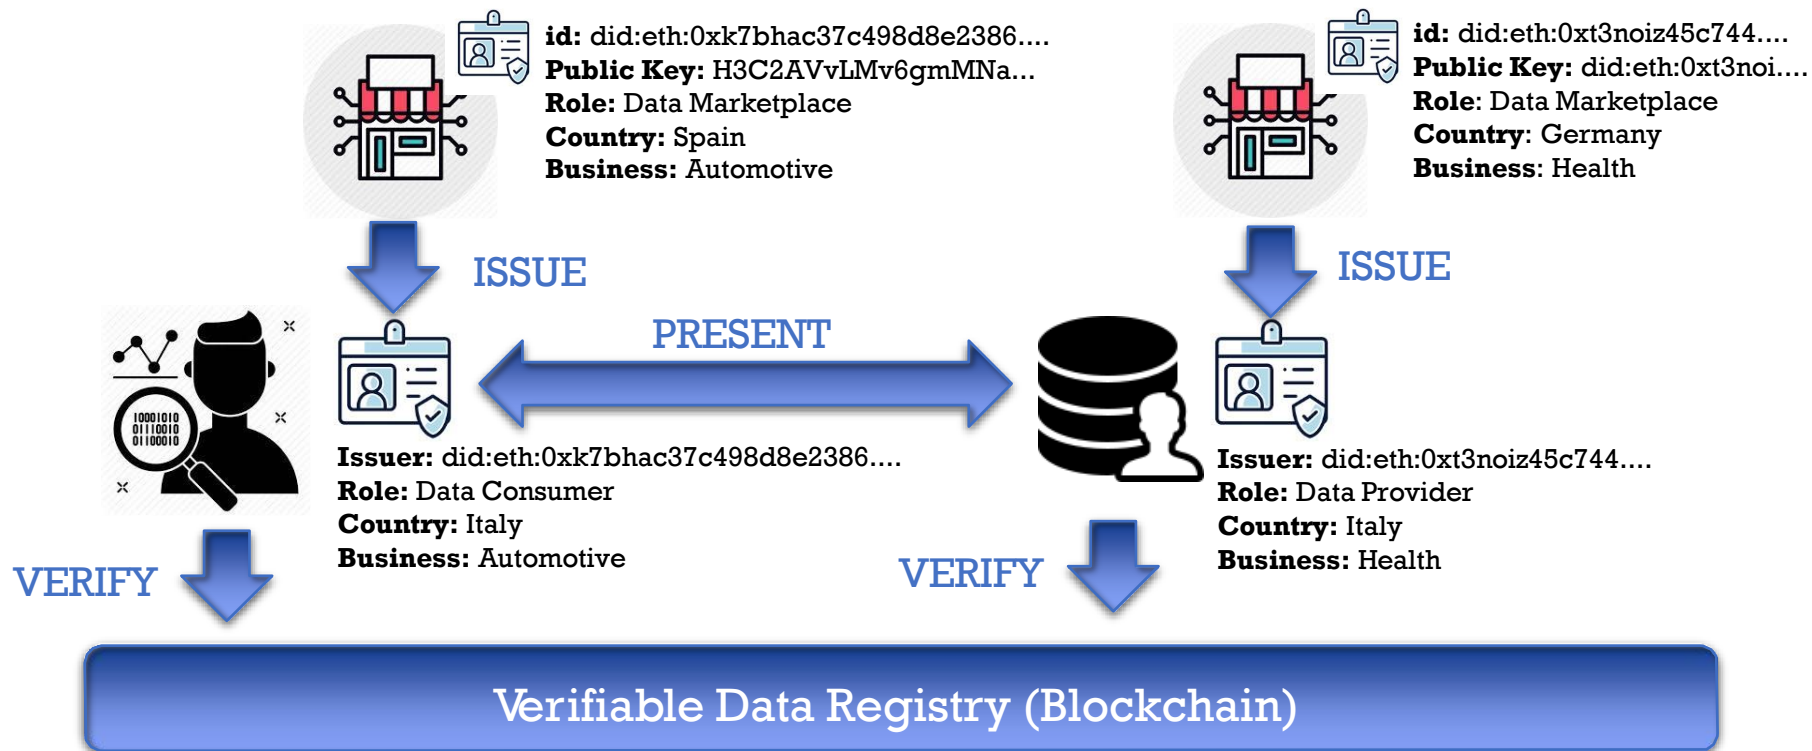 id: did:eth:0xk7bhac37c498d8e2386....
Public Key: H3C2AVvLMv6gmMNa...
Role: Data Marketplace
Country: Spain
Business: Automotive
id: did:eth:0xt3noiz45c744....
Public Key: did:eth:0xt3noi....
Role: Data Marketplace
Country: Germany
Business: Health
ISSUE
ISSUE
PRESENT
10001010
01110010
01100010
Issuer: did:eth:0xk7bhac37c498d8e2386....
Role: Data Consumer
Country: Italy
Business: Automotive
Issuer: did:eth:0xt3noiz45c744....
Role: Data Provider
Country: Italy
Business: Health
VERIFY
VERIFY
Verifiable Data Registry (Blockchain)